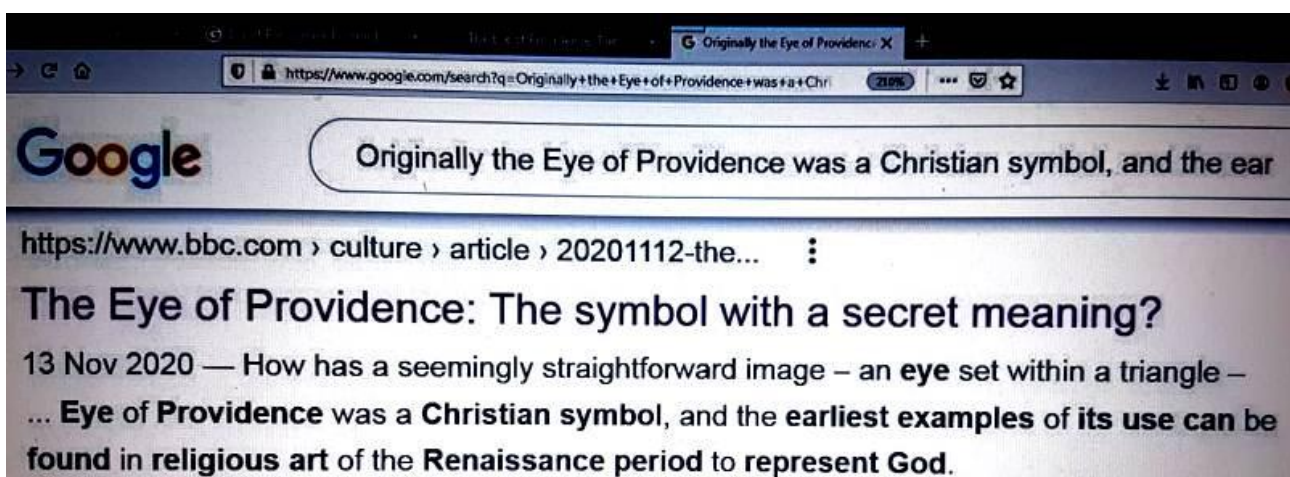 G Originally the Eye of Providenc X +
https://www.google.com/search?q=Originally+the+Eye+of+Providence+was+a+Chri 210% •••
Google Originally the Eye of Providence was a Christian symbol, and the ear
https://www.bbc.com › culture › article › 20201112-the... ⋮
The Eye of Providence: The symbol with a secret meaning?
13 Nov 2020 — How has a seemingly straightforward image – an eye set within a triangle –
... Eye of Providence was a Christian symbol, and the earliest examples of its use can be
found in religious art of the Renaissance period to represent God.